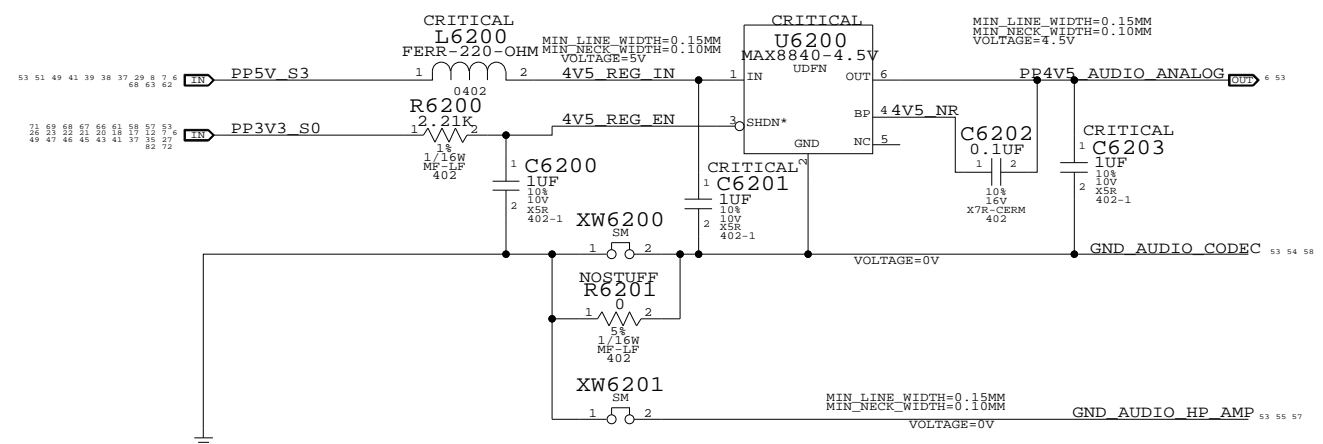 CRITICAL
L6200
FERR-220-OHM
1 2
0402
MIN_LINE_WIDTH=0.15MM
MIN_NECK_WIDTH=0.10MM
VOLTAGE=5V
CRITICAL
U6200
MAX8840-4.5V
UDFN
MIN_LINE_WIDTH=0.15MM
MIN_NECK_WIDTH=0.10MM
VOLTAGE=4.5V
53 51 49 41 39 38 37 29 8 7 6
68 63 62
IN
PP5V_S3
4V5_REG_IN
1 IN
OUT 6
PP4V5_AUDIO_ANALOG
OUT
6 53
71 69 68 67 66 61 58 57 53
26 23 22 21 20 18 17 12 7 6
49 47 46 45 43 41 37 35 27
82 72
IN
PP3V3_S0
R6200
2.21K
1 2
1%
1/16W
MF-LF
402
4V5_REG_EN
3 SHDN*
BP 4
4V5_NR
GND
2
NC 5
C6200
1
1UF
10%
10V
X5R
402-1
2
CRITICAL
C6201
1
1UF
10%
10V
X5R
402-1
2
C6202
0.1UF
1 2
10%
16V
X7R-CERM
402
CRITICAL
C6203
1
1UF
10%
10V
X5R
402-1
2
XW6200
SM
1 2
GND_AUDIO_CODEC
53 54 58
VOLTAGE=0V
NOSTUFF
R6201
0
1 2
5%
1/16W
MF-LF
402
XW6201
SM
1 2
MIN_LINE_WIDTH=0.15MM
MIN_NECK_WIDTH=0.10MM
VOLTAGE=0V
GND_AUDIO_HP_AMP
53 55 57